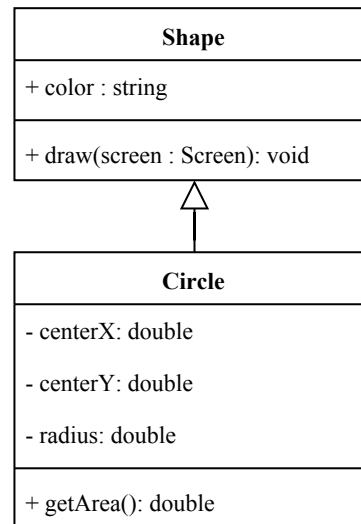 Shape
+ color : string
+ draw(screen : Screen): void
Circle
- centerX: double
- centerY: double
- radius: double
+ getArea(): double